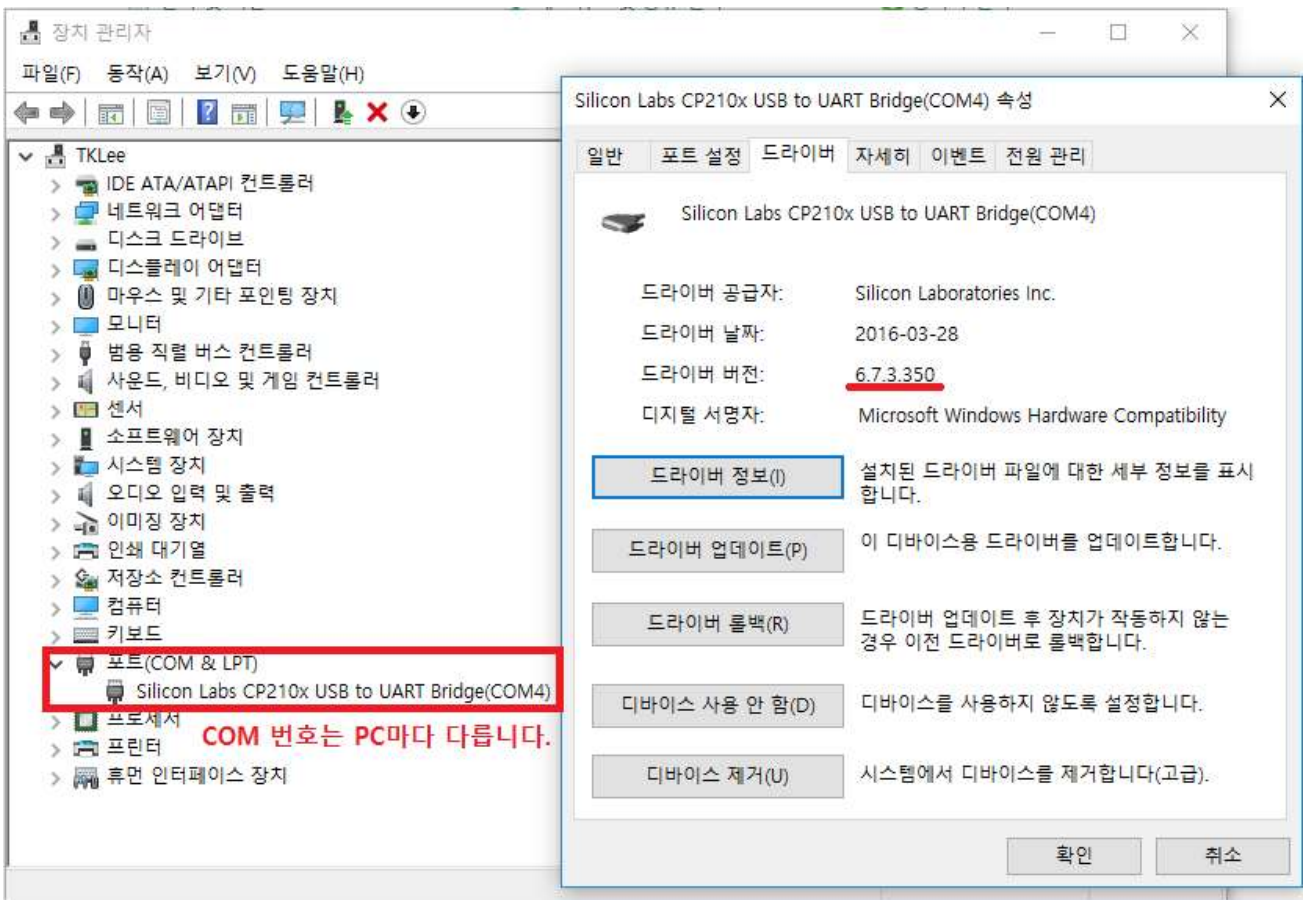 장치 관리자
파일(F) 동작(A) 보기(V) 도움말(H)
TKLee
IDE ATA/ATAPI 컨트롤러
네트워크 어댑터
디스크 드라이브
디스플레이 어댑터
마우스 및 기타 포인팅 장치
모니터
범용 직렬 버스 컨트롤러
사운드, 비디오 및 게임 컨트롤러
센서
소프트웨어 장치
시스템 장치
오디오 입력 및 출력
이미징 장치
인쇄 대기열
저장소 컨트롤러
컴퓨터
키보드
포트(COM & LPT)
Silicon Labs CP210x USB to UART Bridge(COM4)
프로세서
COM 번호는 PC마다 다릅니다.
프린터
휴먼 인터페이스 장치
Silicon Labs CP210x USB to UART Bridge(COM4) 속성
일반 포트 설정 드라이버 자세히 이벤트 전원 관리
Silicon Labs CP210x USB to UART Bridge(COM4)
드라이버 공급자: Silicon Laboratories Inc.
드라이버 날짜: 2016-03-28
드라이버 버전: 6.7.3.350
디지털 서명자: Microsoft Windows Hardware Compatibility
드라이버 정보(I) 설치된 드라이버 파일에 대한 세부 정보를 표시
합니다.
드라이버 업데이트(P) 이 디바이스용 드라이버를 업데이트합니다.
드라이버 롤백(R) 드라이버 업데이트 후 장치가 작동하지 않는
경우 이전 드라이버로 롤백합니다.
디바이스 사용 안 함(D) 디바이스를 사용하지 않도록 설정합니다.
디바이스 제거(U) 시스템에서 디바이스를 제거합니다(고급).
확인 취소